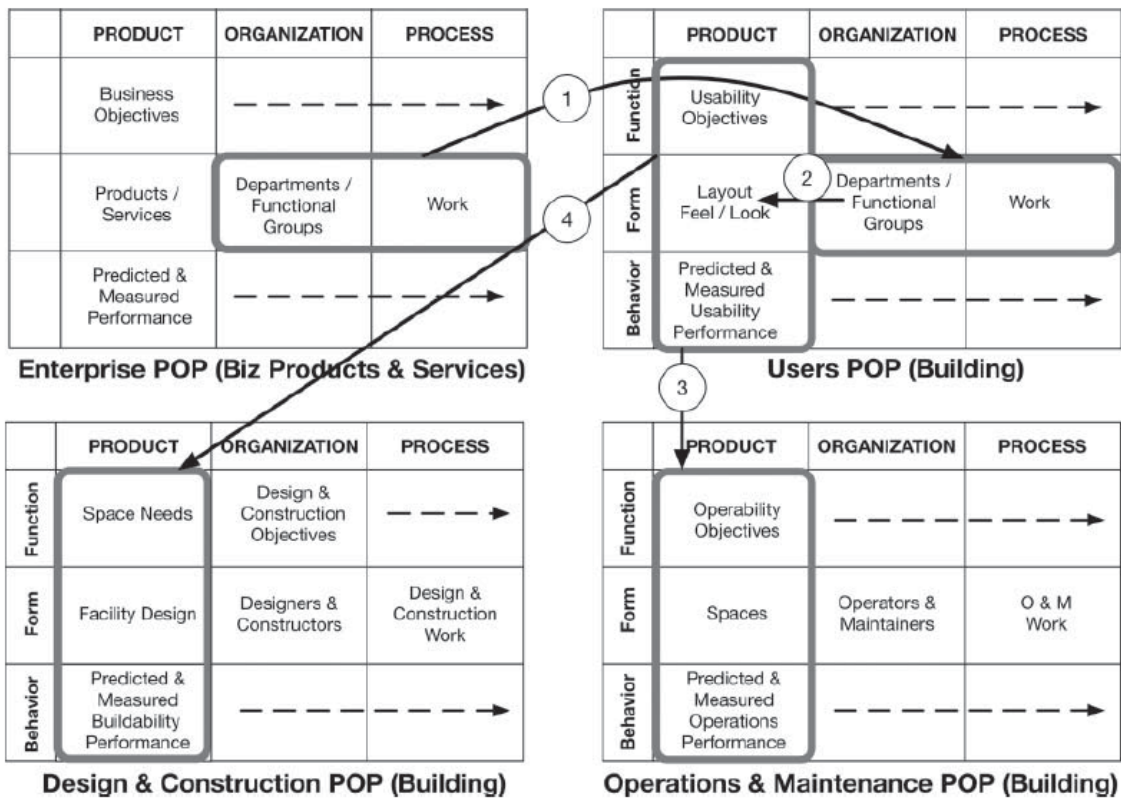 PRODUCT ORGANIZATION PROCESS
Business
Objectives
Products /
Services
Departments /
Functional
Groups
Work
Predicted &
Measured
Performance
Enterprise POP (Biz Products & Services)
1
4
PRODUCT ORGANIZATION PROCESS
Function
Usability
Objectives
Form
Layout
Feel / Look
2
Departments /
Functional
Groups
Work
Behavior
Predicted &
Measured
Usability
Performance
Users POP (Building)
3
PRODUCT ORGANIZATION PROCESS
Function
Space Needs
Design &
Construction
Objectives
Form
Facility Design
Designers &
Constructors
Design &
Construction
Work
Behavior
Predicted &
Measured
Buildability
Performance
Design & Construction POP (Building)
PRODUCT ORGANIZATION PROCESS
Function
Operability
Objectives
Form
Spaces
Operators &
Maintainers
O & M
Work
Behavior
Predicted &
Measured
Operations
Performance
Operations & Maintenance POP (Building)